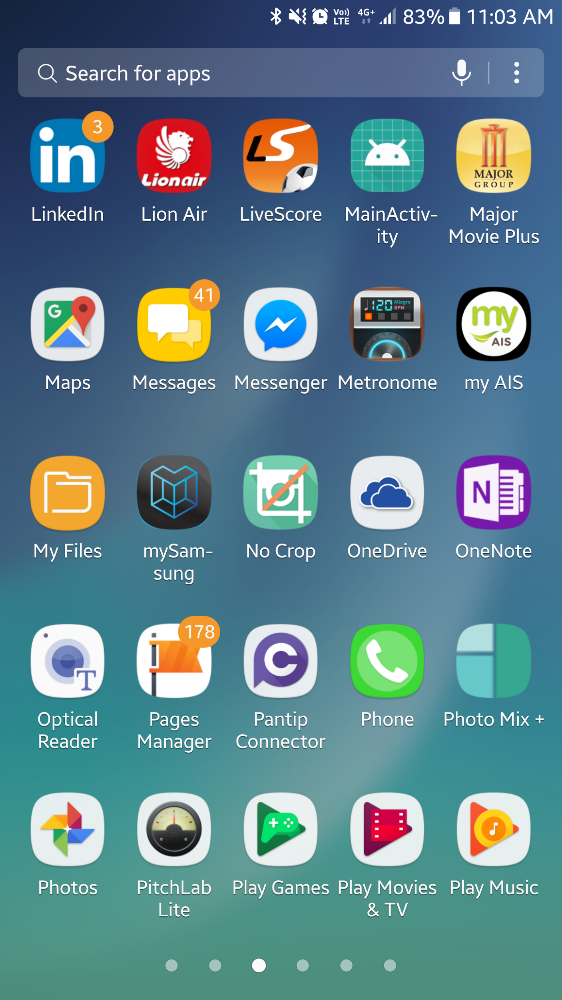 Vo)) LTE 4G+ 83% 11:03 AM
Search for apps
3
in
Lionair
LS
MAJOR
GROUP
LinkedIn Lion Air LiveScore MainActiv-
ity Major
Movie Plus
41
G
120 Allegro
BPM
my
AIS
Maps Messages Messenger Metronome my AIS
N
My Files mySam-
sung No Crop OneDrive OneNote
178
T
C
Optical
Reader Pages
Manager Pantip
Connector Phone Photo Mix +
Photos PitchLab
Lite Play Games Play Movies
& TV Play Music